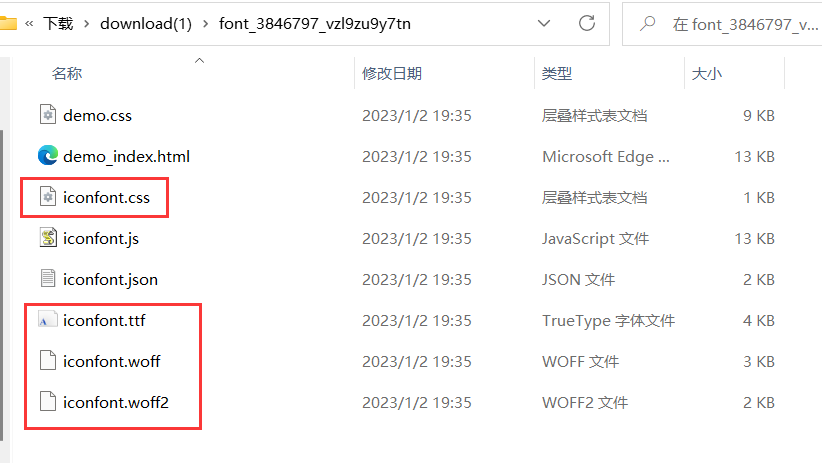 « 下载 › download(1) › font_3846797_vzl9zu9y7tn 在 font_3846797_v...
名称 修改日期 类型 大小
demo.css 2023/1/2 19:35 层叠样式表文档 9 KB
demo_index.html 2023/1/2 19:35 Microsoft Edge ... 13 KB
iconfont.css 2023/1/2 19:35 层叠样式表文档 1 KB
iconfont.js 2023/1/2 19:35 JavaScript 文件 13 KB
iconfont.json 2023/1/2 19:35 JSON 文件 2 KB
iconfont.ttf 2023/1/2 19:35 TrueType 字体文件 4 KB
iconfont.woff 2023/1/2 19:35 WOFF 文件 3 KB
iconfont.woff2 2023/1/2 19:35 WOFF2 文件 2 KB